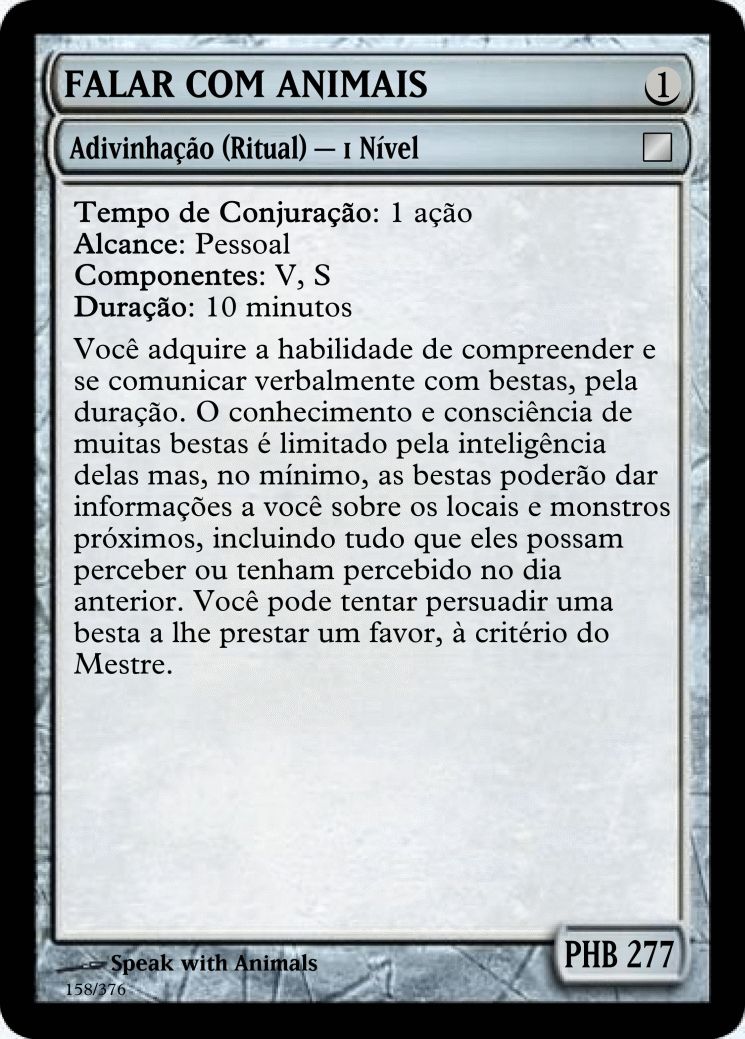 FALAR COM ANIMAIS
1
Adivinhação (Ritual) — 1 Nível
Tempo de Conjuração: 1 ação
Alcance: Pessoal
Componentes: V, S
Duração: 10 minutos
Você adquire a habilidade de compreender e
se comunicar verbalmente com bestas, pela
duração. O conhecimento e consciência de
muitas bestas é limitado pela inteligência
delas mas, no mínimo, as bestas poderão dar
informações a você sobre os locais e monstros
próximos, incluindo tudo que eles possam
perceber ou tenham percebido no dia
anterior. Você pode tentar persuadir uma
besta a lhe prestar um favor, à critério do
Mestre.
PHB 277
Speak with Animals
158/376